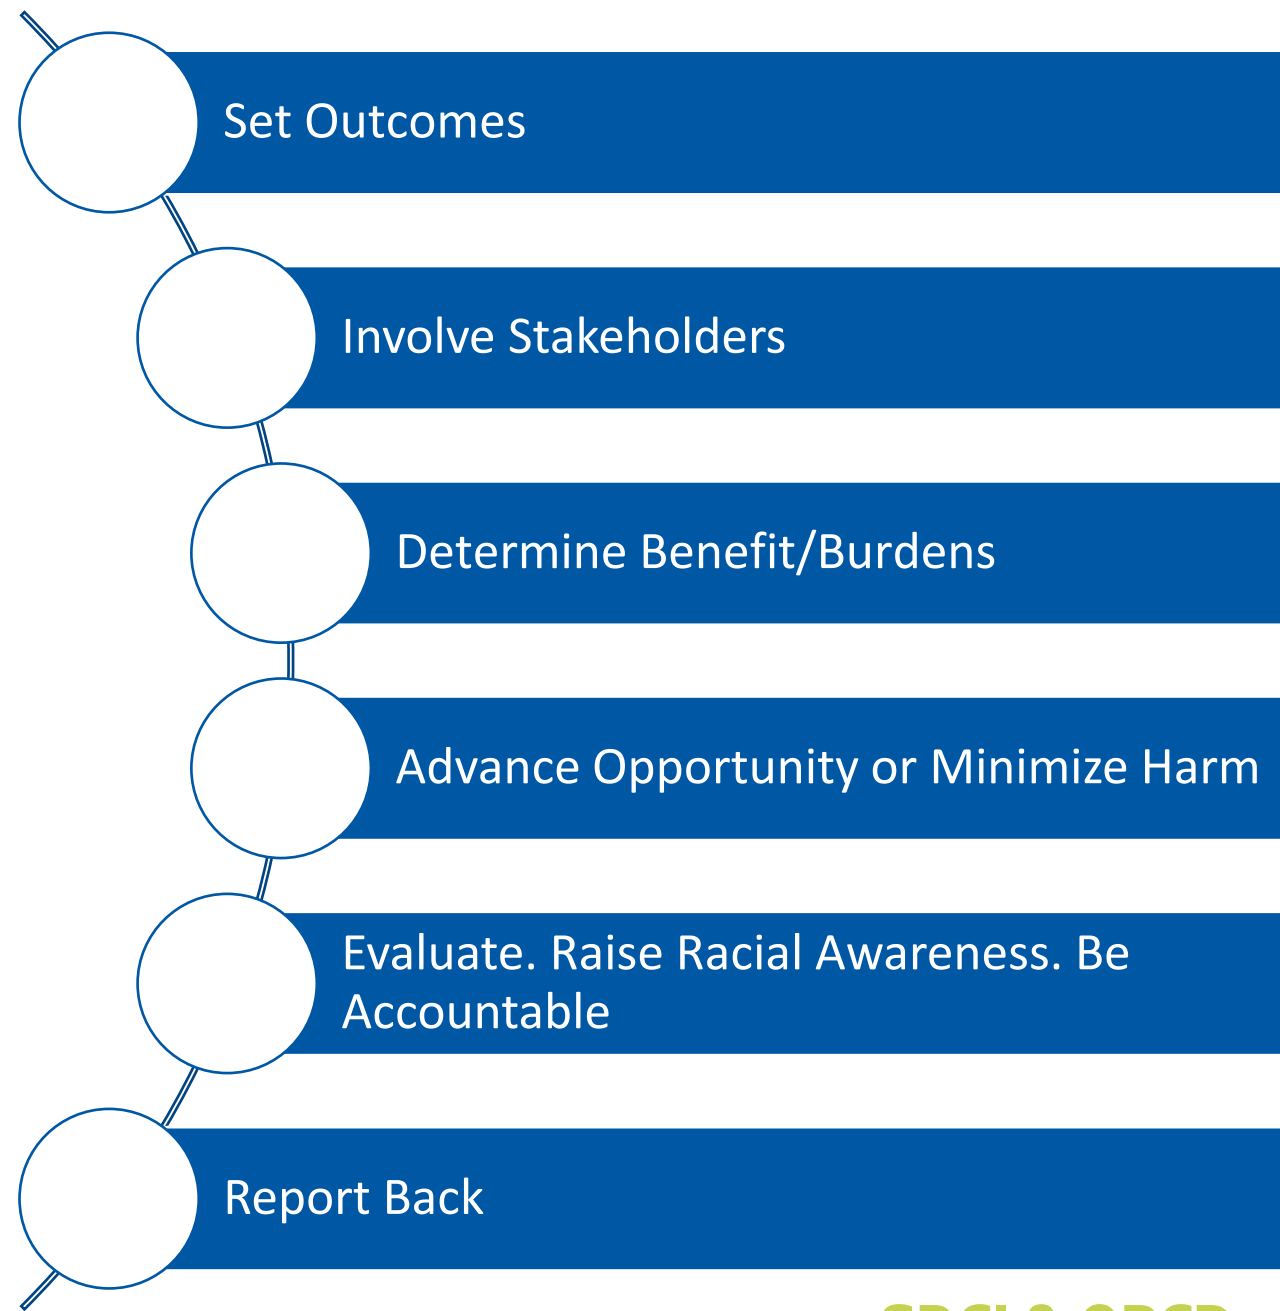 Set Outcomes
Involve Stakeholders
Determine Benefit/Burdens
Advance Opportunity or Minimize Harm
Evaluate. Raise Racial Awareness. Be
Accountable
Report Back